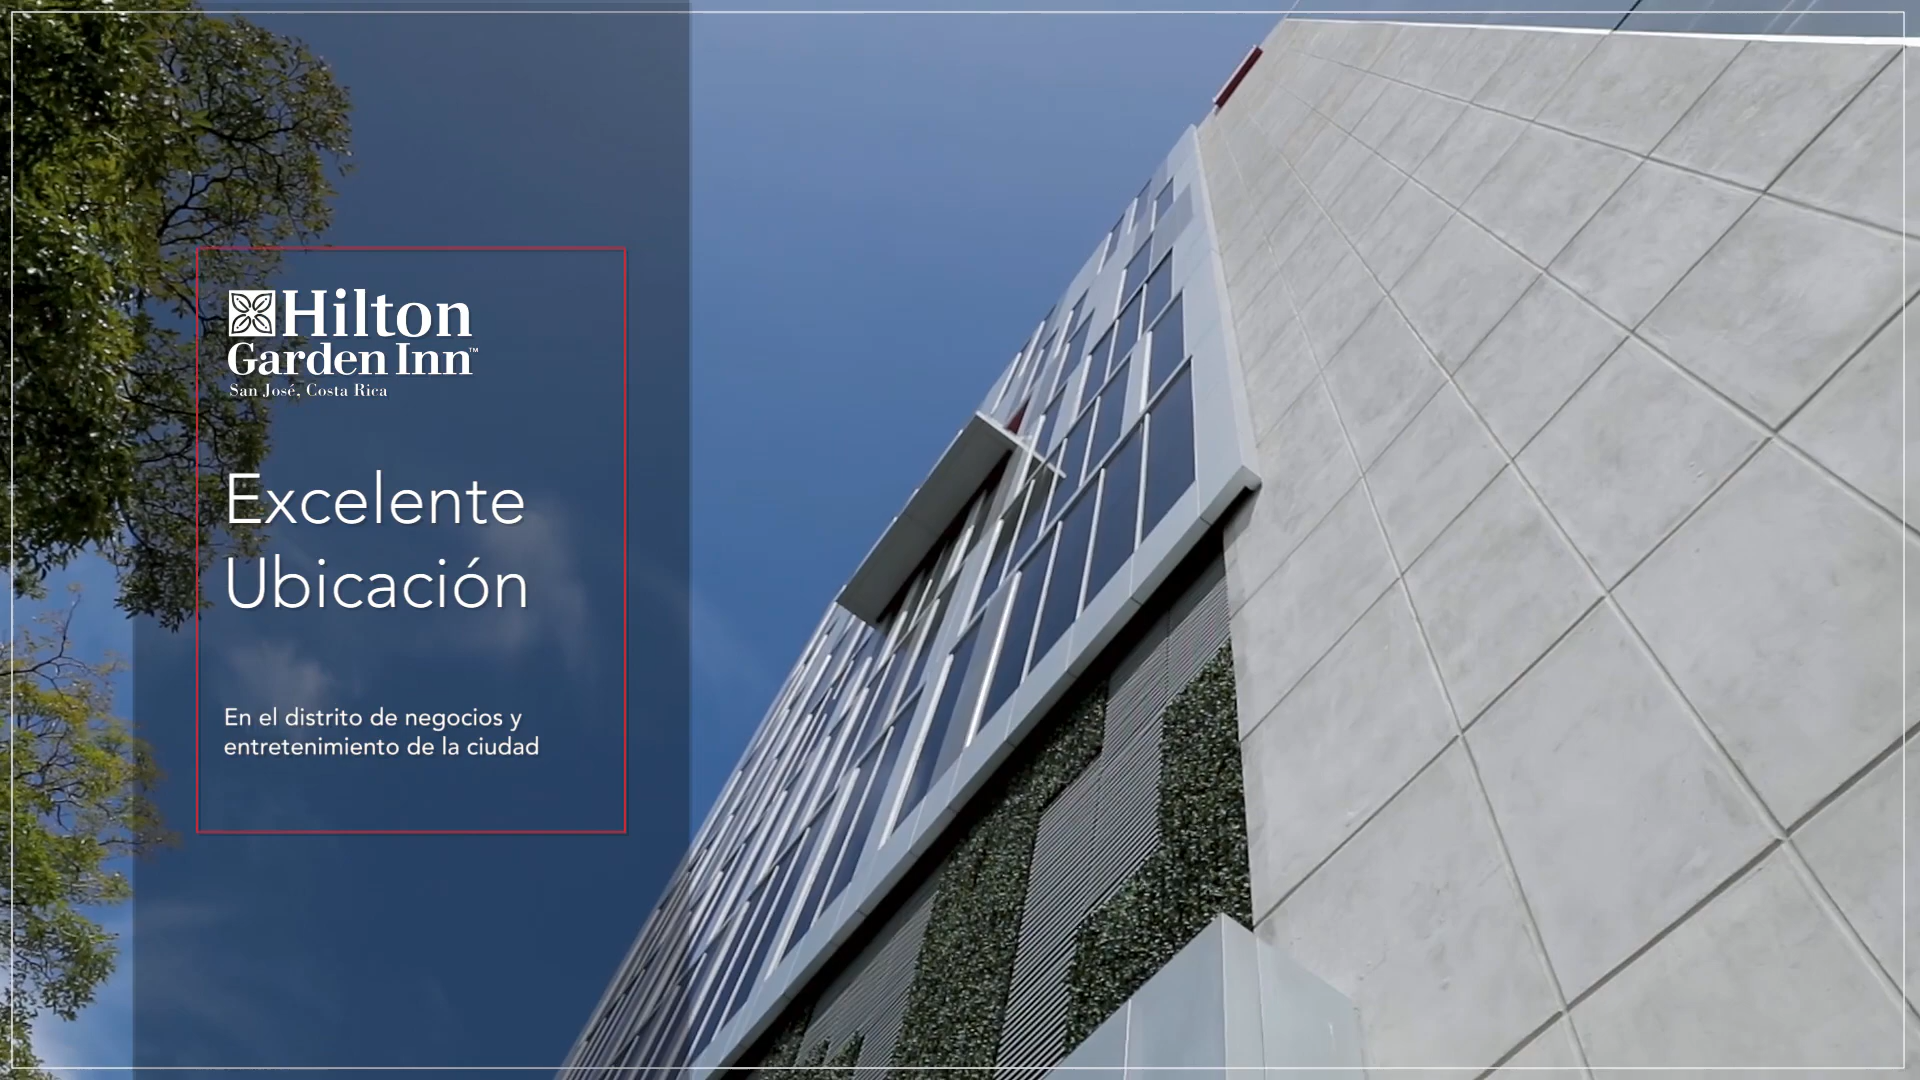 Hilton
Garden Inn™
San José, Costa Rica
Excelente
Ubicación
En el distrito de negocios y
entretenimiento de la ciudad